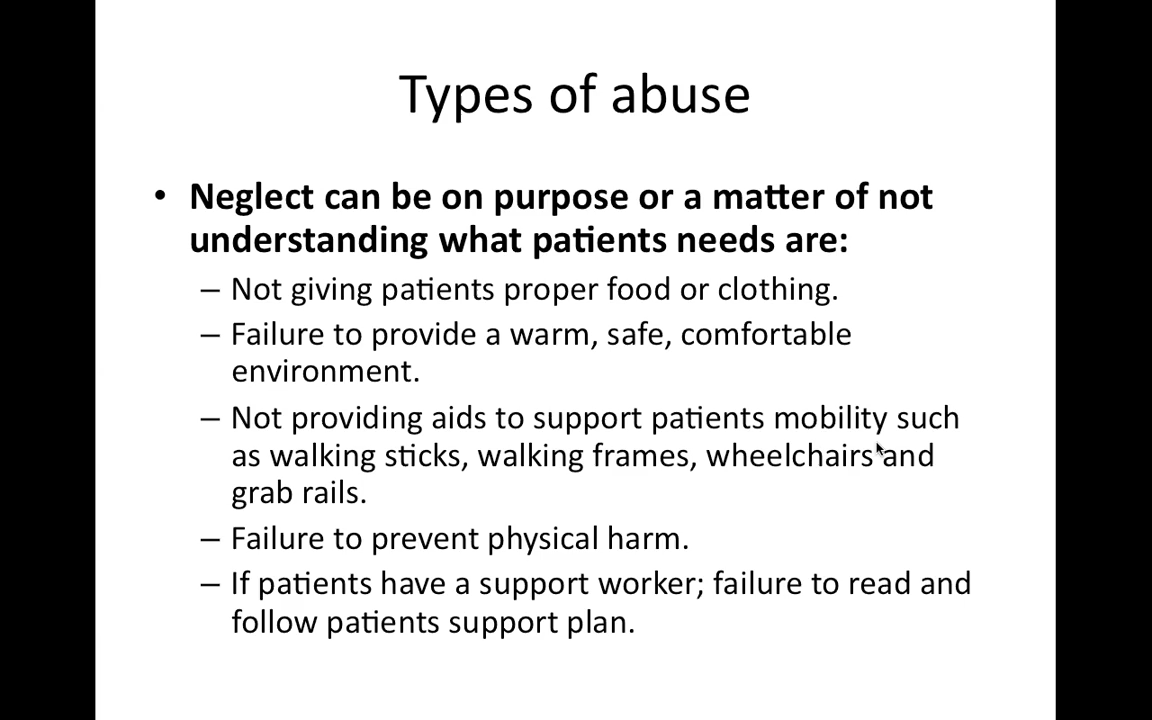 Types of abuse
• Neglect can be on purpose or a matter of not
understanding what patients needs are:
– Not giving patients proper food or clothing.
– Failure to provide a warm, safe, comfortable
environment.
– Not providing aids to support patients mobility such
as walking sticks, walking frames, wheelchairs and
grab rails.
– Failure to prevent physical harm.
– If patients have a support worker; failure to read and
follow patients support plan.